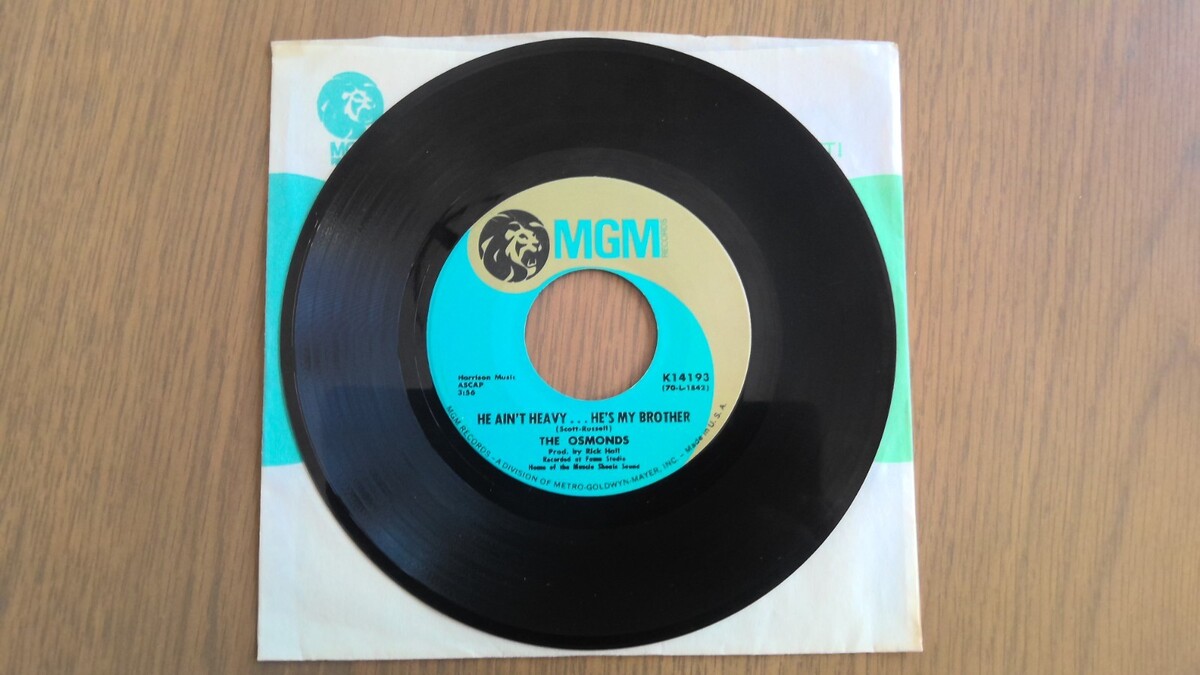 MGM
RECORDS
Harrison Music
ASCAP
3:56
K14193
(70-L-1842)
HE AIN'T HEAVY...HE'S MY BROTHER
(Scott-Russell)
THE OSMONDS
Prod. by Rick Hall
Recorded at Fame Studio
Home of the Muscle Shoals Sound
MGM RECORDS – A DIVISION OF METRO-GOLDWYN-MAYER, INC. – Made in U.S.A.